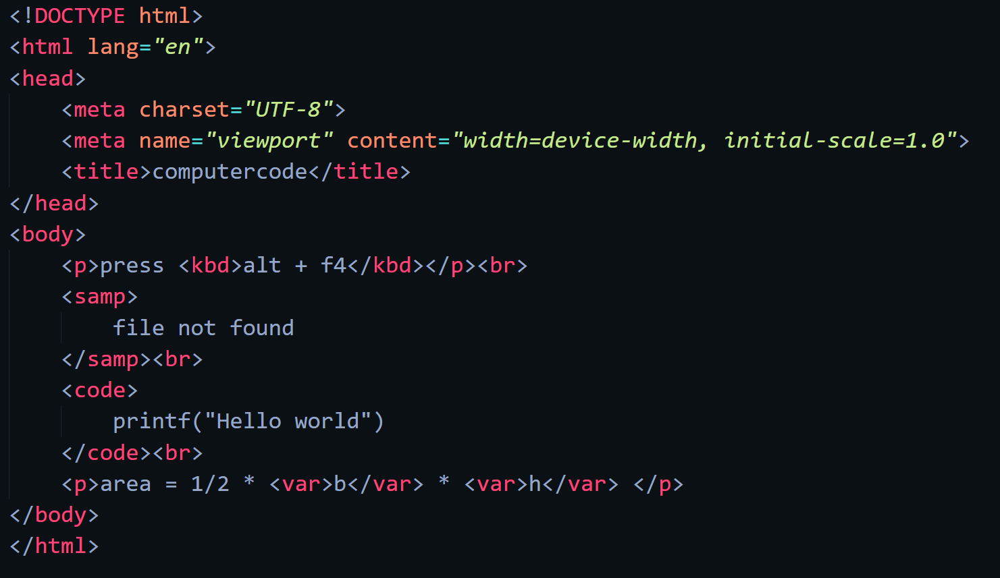 <!DOCTYPE html>
<html lang="en">
<head>
    <meta charset="UTF-8">
    <meta name="viewport" content="width=device-width, initial-scale=1.0">
    <title>computercode</title>
</head>
<body>
    <p>press <kbd>alt + f4</kbd></p><br>
    <samp>
        file not found
    </samp><br>
    <code>
        printf("Hello world")
    </code><br>
    <p>area = 1/2 * <var>b</var> * <var>h</var> </p>
</body>
</html>